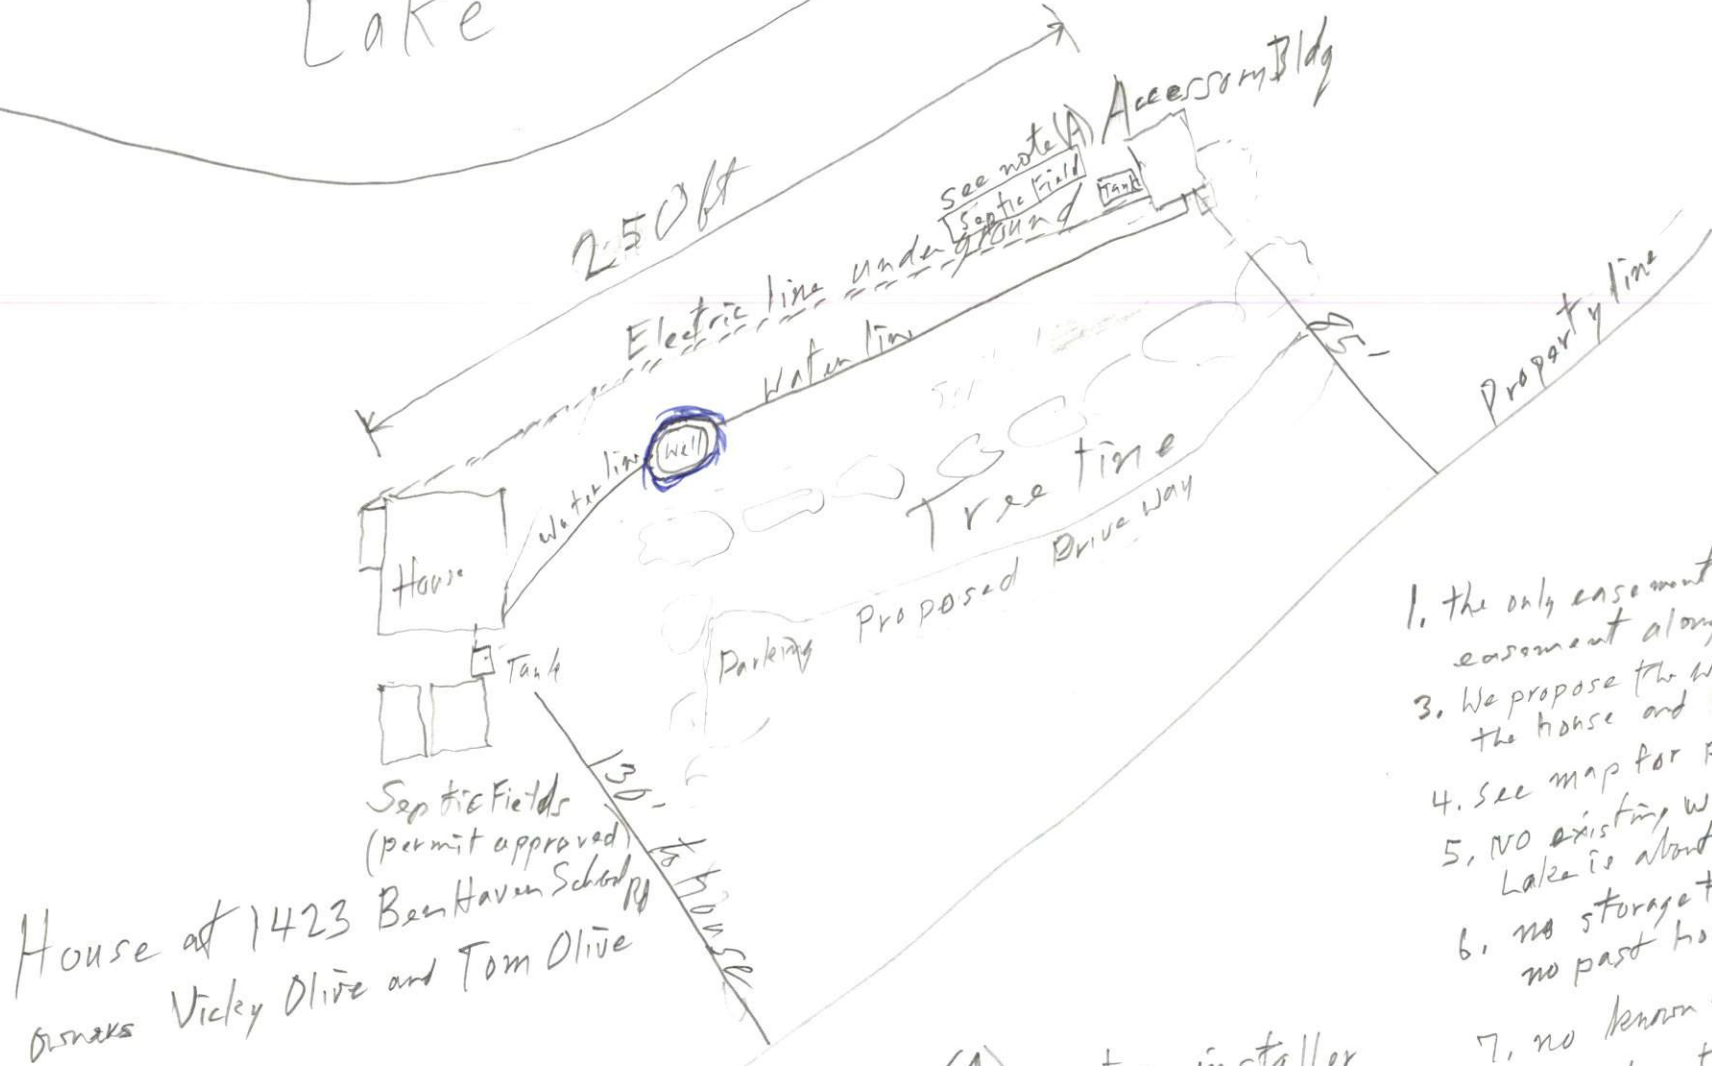 Lake
250ft
Accessory Bldg
see note (A)
Septic Field
Tank
Electric line under ground
Water line
85'
Property line
Well
water line
Tree line
Proposed Drive way
Parking
House
Tank
Septic Fields
(permit approved)
130' to house
House at 1423 Ben Haven School Rd
owners Vicky Olive and Tom Olive
1. the only easement
easement along
3. We propose the w
the house and
4. See map for
5. No existing w
Lake is about
6. no storage t
no past ho
7. no known
(A)
installer